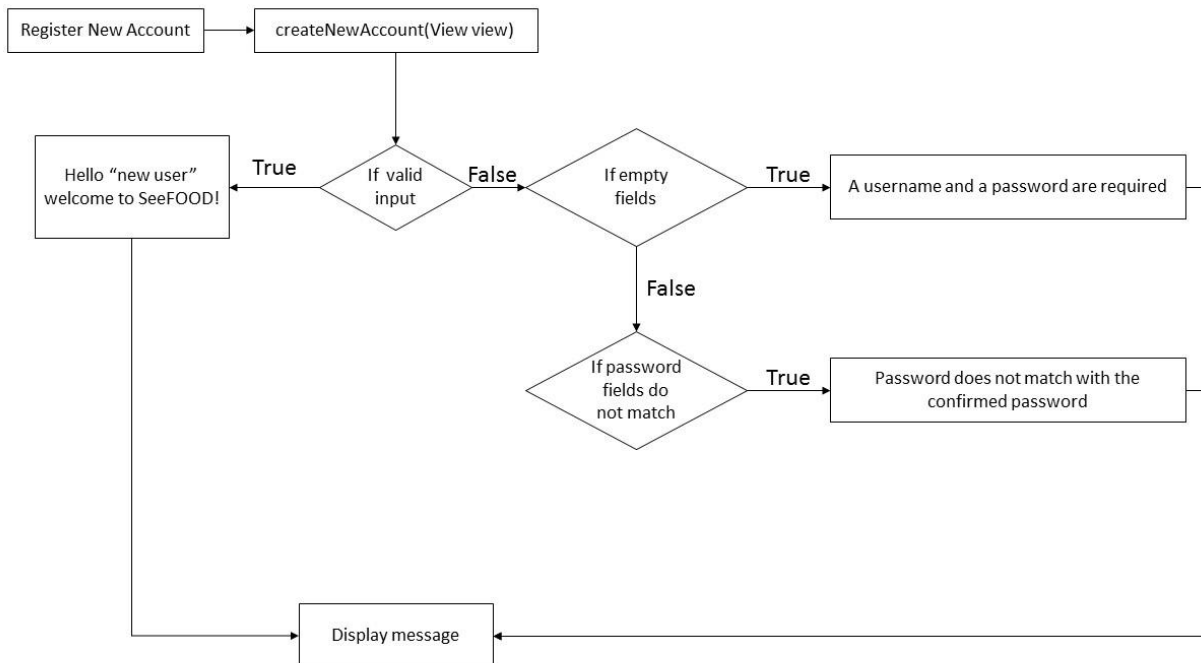 Register New Account
createNewAccount(View view)
Hello “new user”
welcome to SeeFOOD!
True
If valid
input
False
If empty
fields
True
A username and a password are required
False
If password
fields do
not match
True
Password does not match with the
confirmed password
Display message